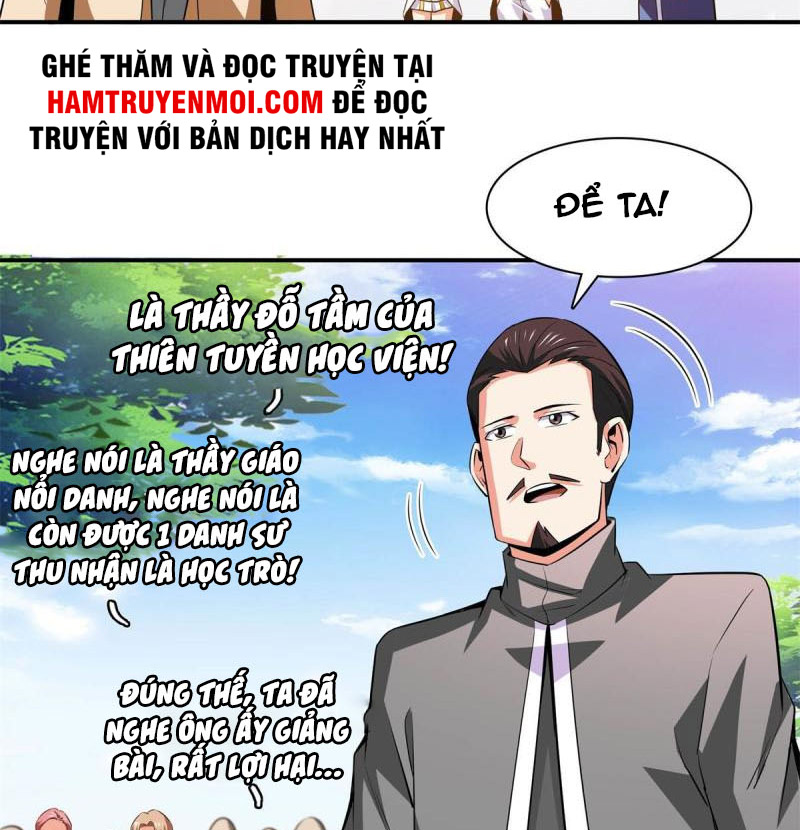 GHÉ THĂM VÀ ĐỌC TRUYỆN TẠI
HAMTRUYENMOI.COM ĐỂ ĐỌC
TRUYỆN VỚI BẢN DỊCH HAY NHẤT
ĐỂ TA!
LÀ THẦY ĐỖ TẦM CỦA
THIÊN TUYỀN HỌC VIỆN!
NGHE NÓI LÀ THẦY GIÁO
NỔI DANH, NGHE NÓI LÀ
CÒN ĐƯỢC 1 DANH SƯ
THU NHẬN LÀ HỌC TRÒ!
ĐÚNG THẾ, TA ĐÃ
NGHE ÔNG ẤY GIẢNG
BÀI, RẤT LỢI HẠI...